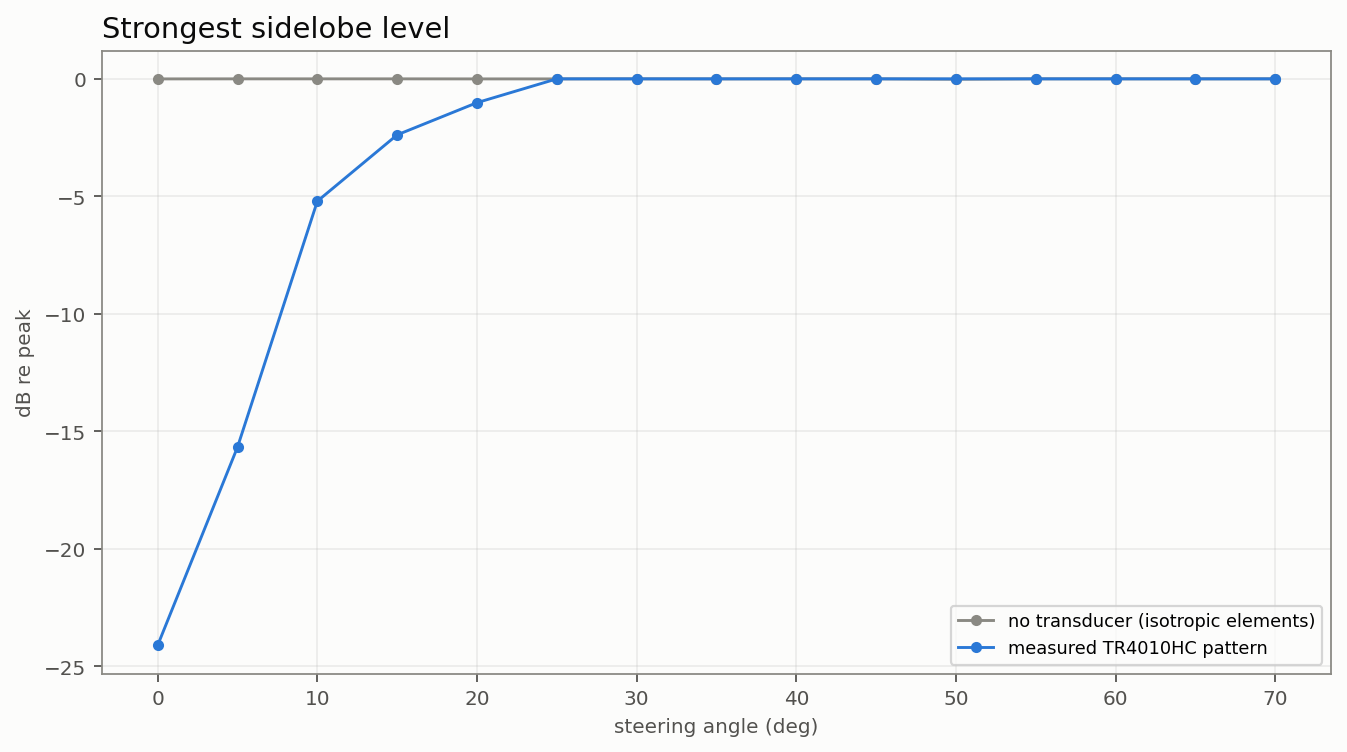 Strongest sidelobe level
dB re peak
0
−5
−10
−15
−20
−25
0 10 20 30 40 50 60 70
steering angle (deg)
no transducer (isotropic elements)
measured TR4010HC pattern